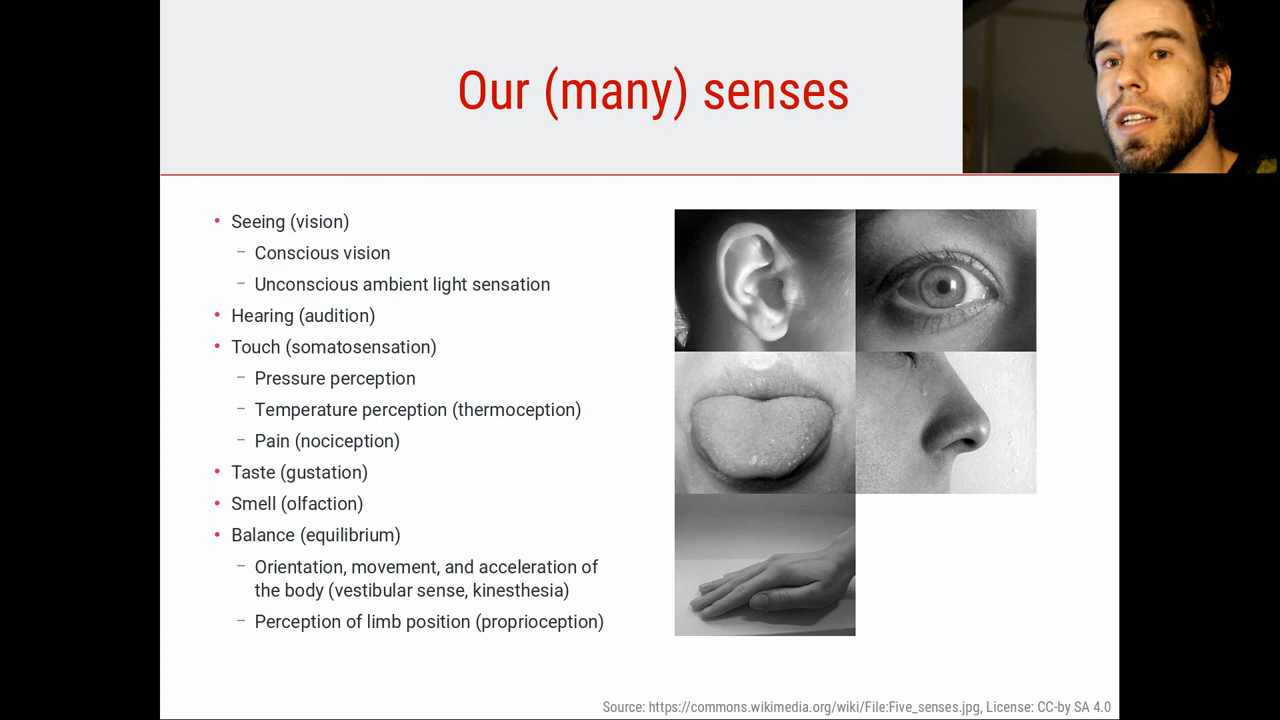 Our (many) senses
• Seeing (vision)
– Conscious vision
– Unconscious ambient light sensation
• Hearing (audition)
• Touch (somatosensation)
– Pressure perception
– Temperature perception (thermoception)
– Pain (nociception)
• Taste (gustation)
• Smell (olfaction)
• Balance (equilibrium)
– Orientation, movement, and acceleration of
the body (vestibular sense, kinesthesia)
– Perception of limb position (proprioception)
Source: https://commons.wikimedia.org/wiki/File:Five_senses.jpg, License: CC-by SA 4.0